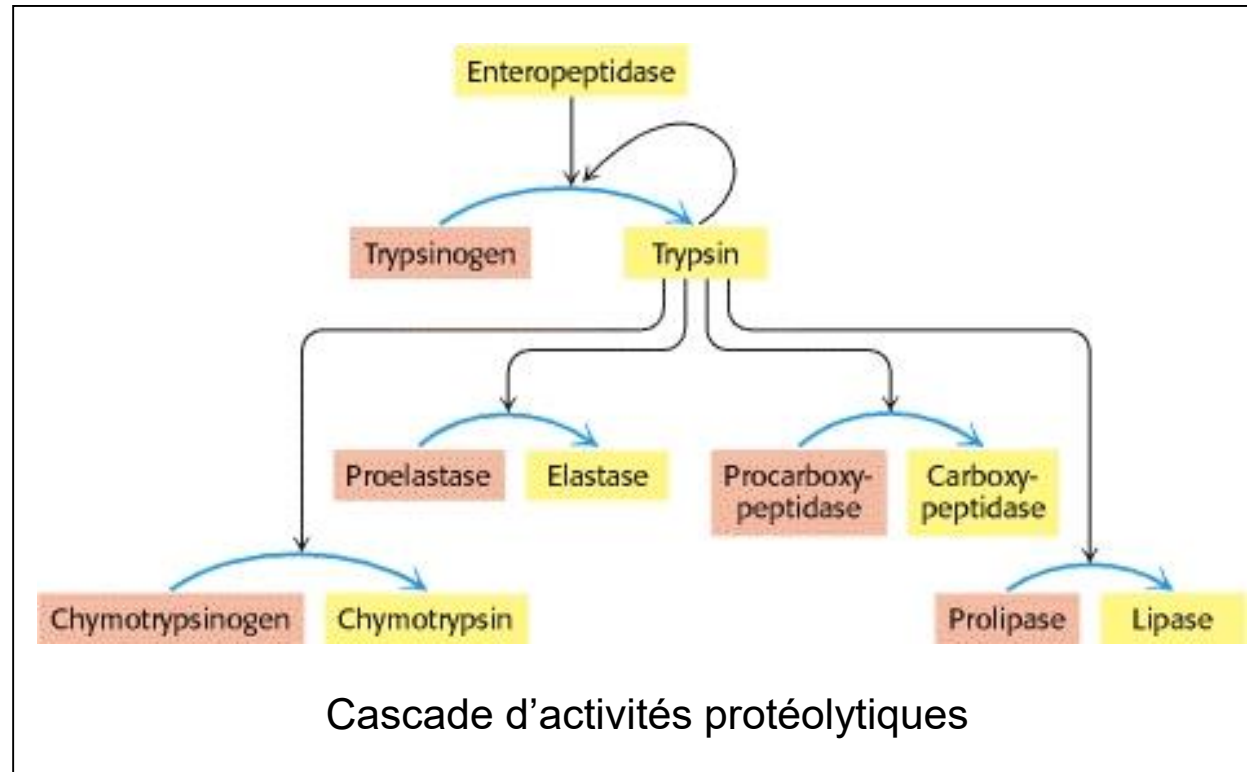 Enteropeptidase
Trypsinogen
Trypsin
Proelastase
Elastase
Procarboxy-
peptidase
Carboxy-
peptidase
Chymotrypsinogen
Chymotrypsin
Prolipase
Lipase
Cascade d’activités protéolytiques